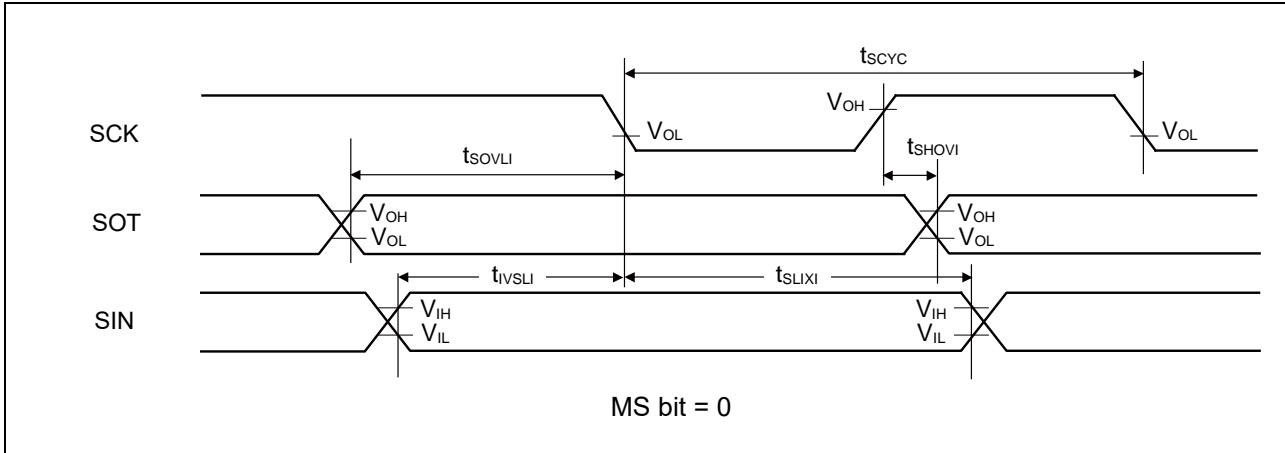 tSCYC
SCK
VOL
VOH
VOL
tSOVLI
tSHOVI
SOT
VOH
VOL
VOH
VOL
tIVSLI
tSLIXI
SIN
VIH
VIL
VIH
VIL
MS bit = 0